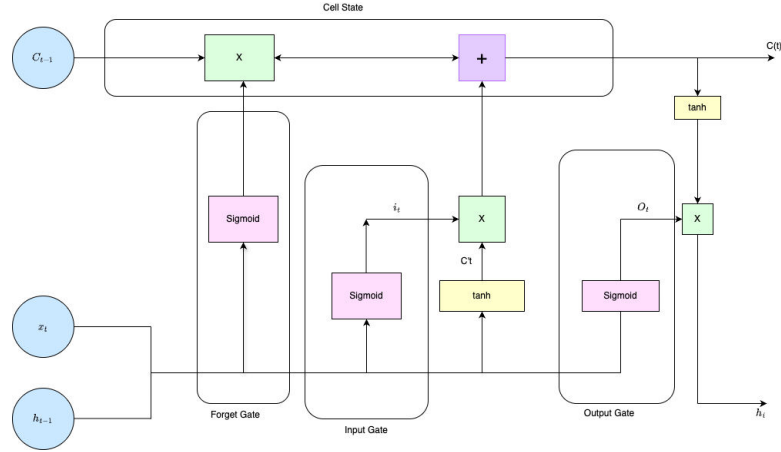 Cell State
C_{t-1}
X
+
C(t)
tanh
Sigmoid
i_t
X
O_t
X
C't
Sigmoid
tanh
Sigmoid
x_t
h_{t-1}
Forget Gate
Input Gate
Output Gate
h_i